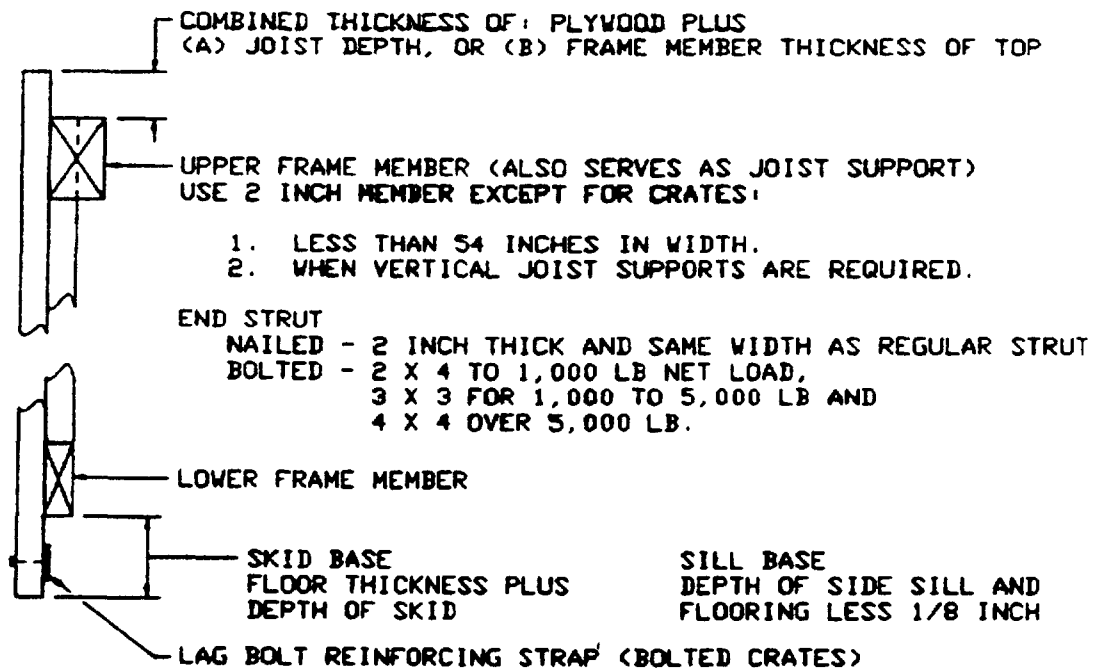 COMBINED THICKNESS OF: PLYWOOD PLUS
(A) JOIST DEPTH, OR (B) FRAME MEMBER THICKNESS OF TOP
UPPER FRAME MEMBER (ALSO SERVES AS JOIST SUPPORT)
USE 2 INCH MEMBER EXCEPT FOR CRATES:
1. LESS THAN 54 INCHES IN WIDTH.
2. WHEN VERTICAL JOIST SUPPORTS ARE REQUIRED.
END STRUT
NAILED - 2 INCH THICK AND SAME WIDTH AS REGULAR STRUT
BOLTED - 2 X 4 TO 1,000 LB NET LOAD,
3 X 3 FOR 1,000 TO 5,000 LB AND
4 X 4 OVER 5,000 LB.
LOWER FRAME MEMBER
SKID BASE
FLOOR THICKNESS PLUS
DEPTH OF SKID
SILL BASE
DEPTH OF SIDE SILL AND
FLOORING LESS 1/8 INCH
LAG BOLT REINFORCING STRAP (BOLTED CRATES)